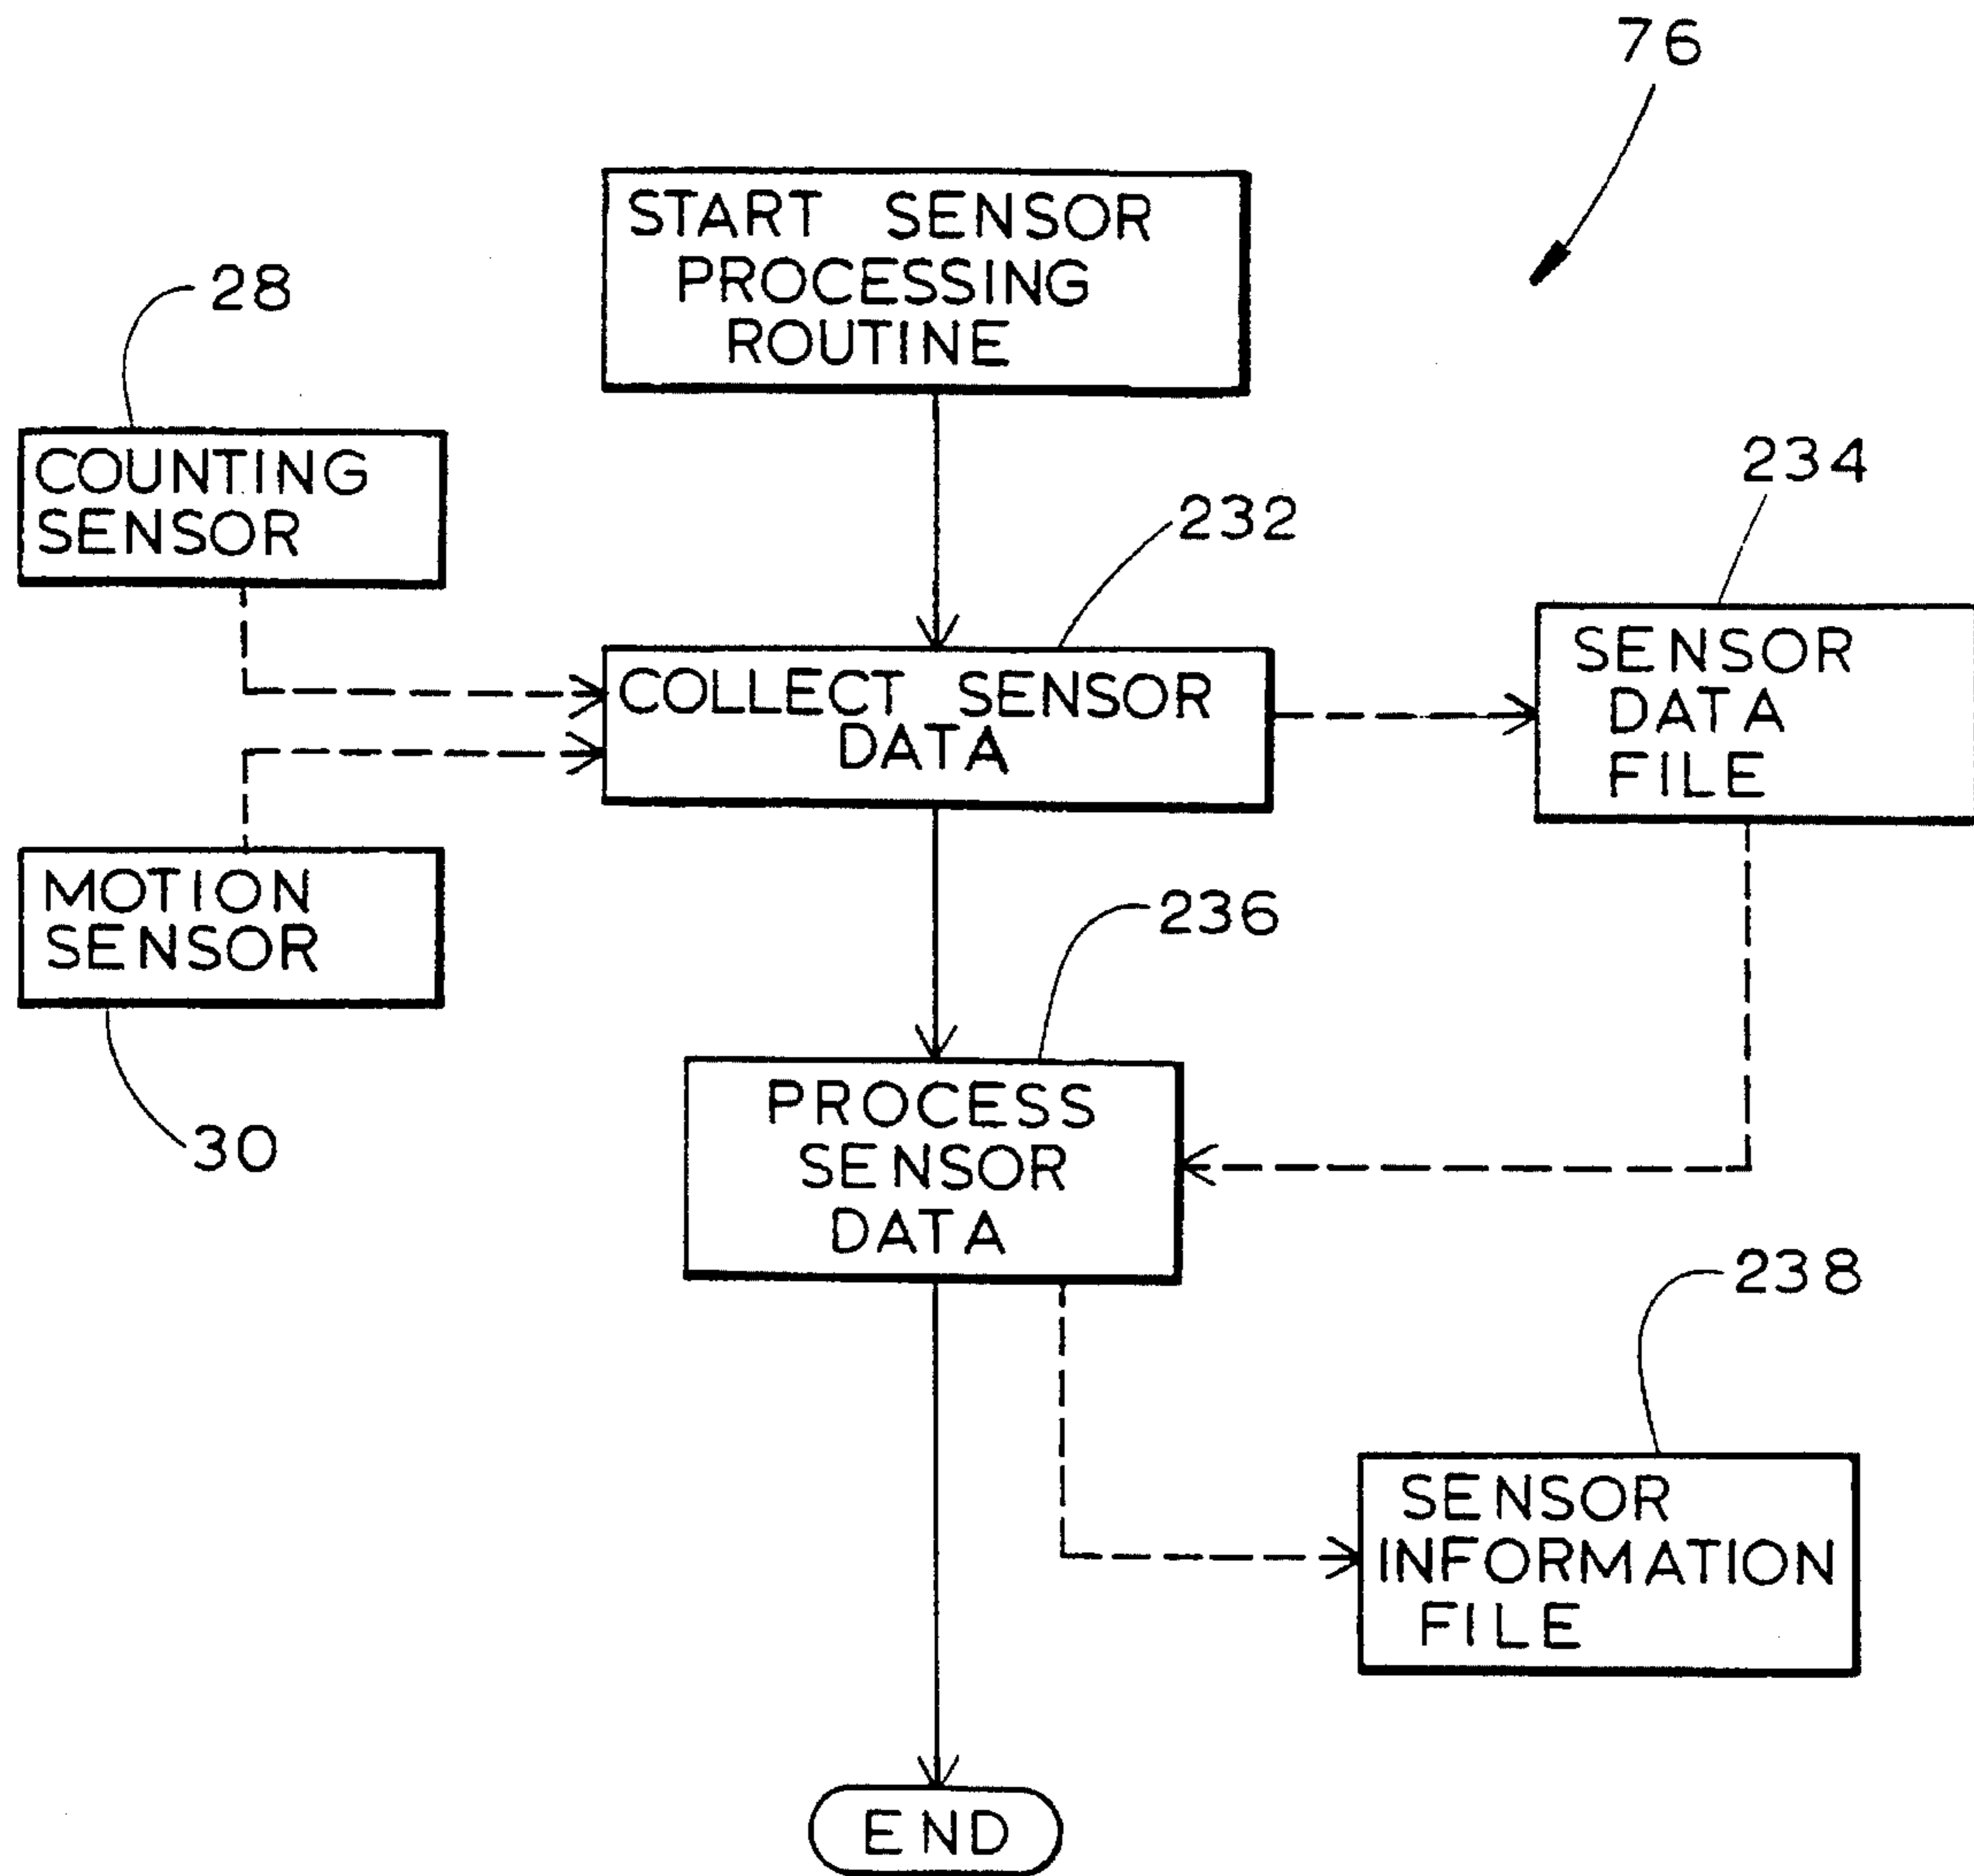 76
START SENSOR
PROCESSING
ROUTINE
28
COUNTING
SENSOR
232
COLLECT SENSOR
DATA
234
SENSOR
DATA
FILE
MOTION
SENSOR
30
236
PROCESS
SENSOR
DATA
238
SENSOR
INFORMATION
FILE
END